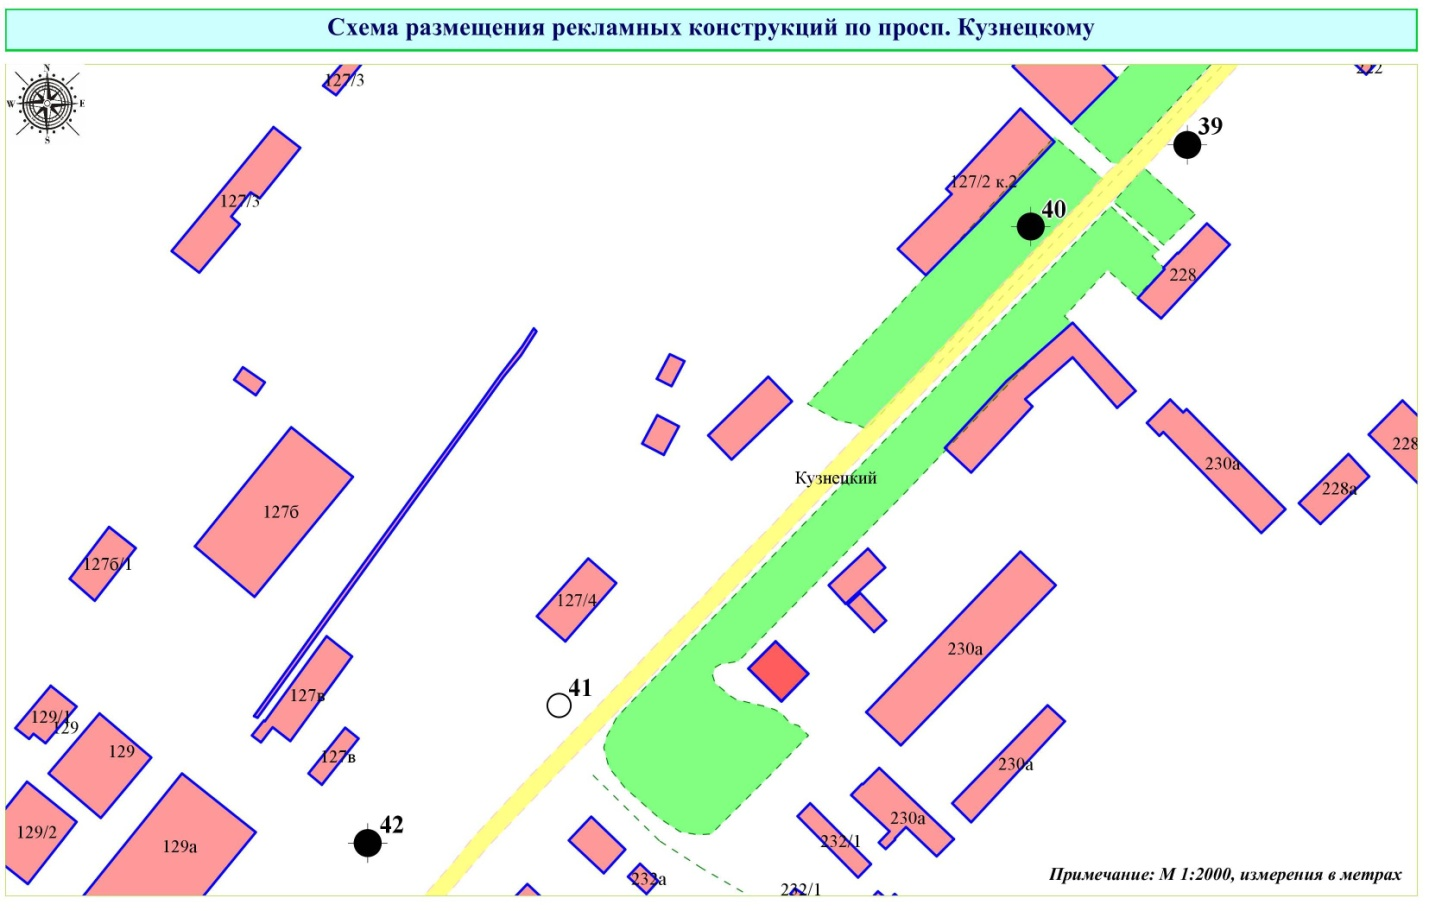 Схема размещения рекламных конструкций по просп. Кузнецкому
N
W E
S
127/3
222
39
127/3
127/2 к.2
40
228
Кузнецкий
230а
228
228а
127б
127б/1
127/4
230а
127в
41
129/1
129
129
127в
230а
129/2
129а
42
232/1
230а
232а
232/1
Примечание: М 1:2000, измерения в метрах